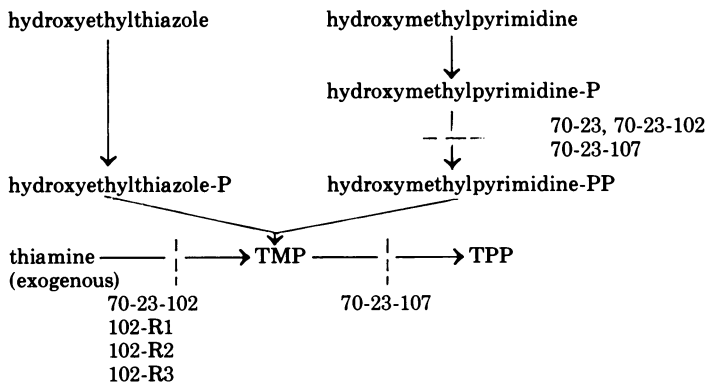 hydroxyethylthiazole hydroxymethylpyrimidine
hydroxymethylpyrimidine-P
70-23, 70-23-102
70-23-107
hydroxyethylthiazole-P hydroxymethylpyrimidine-PP
thiamine TMP TPP
(exogenous)
70-23-102 70-23-107
102-R1
102-R2
102-R3